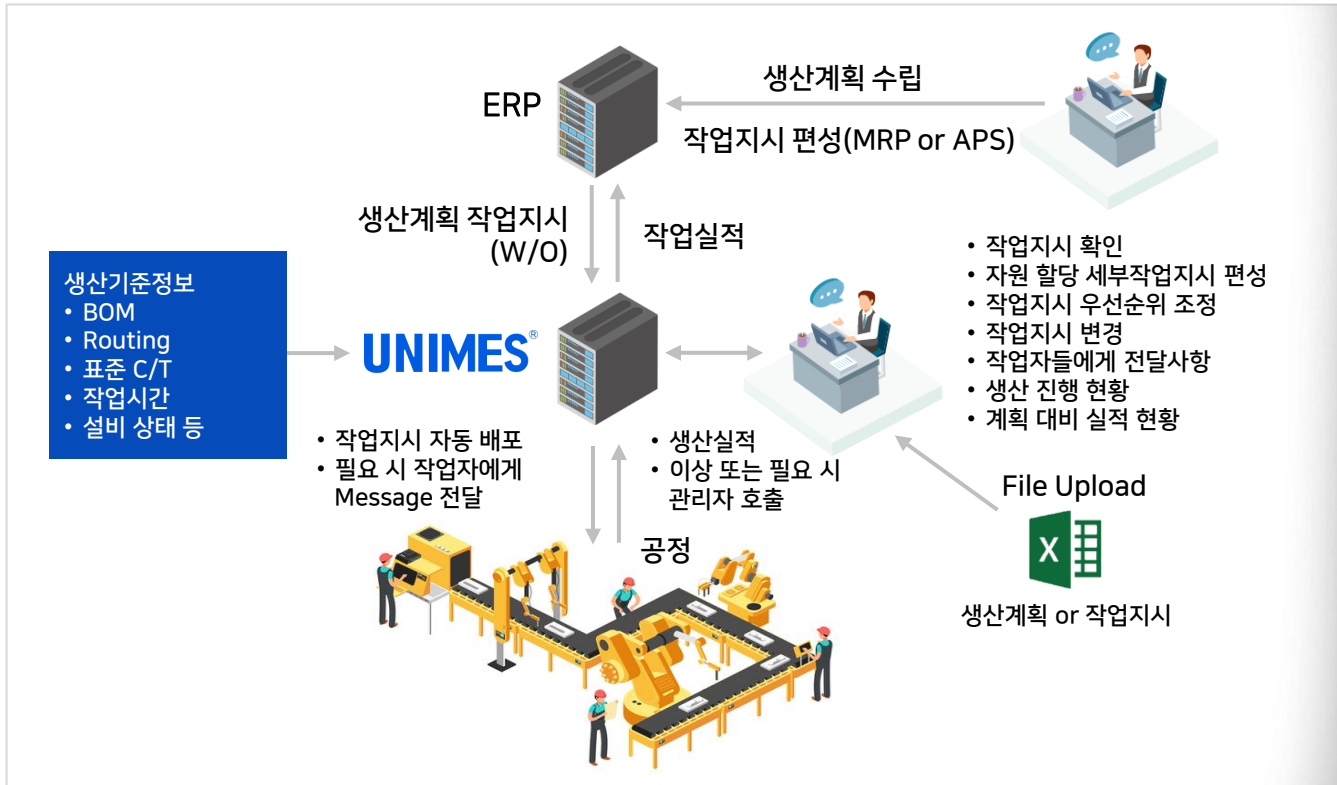 생산계획 수립
ERP
작업지시 편성(MRP or APS)
생산계획 작업지시
(W/O)
작업실적
생산기준정보
• BOM
• Routing
• 표준 C/T
• 작업시간
• 설비 상태 등
UNIMES®
• 작업지시 확인
• 자원 할당 세부작업지시 편성
• 작업지시 우선순위 조정
• 작업지시 변경
• 작업자들에게 전달사항
• 생산 진행 현황
• 계획 대비 실적 현황
• 작업지시 자동 배포
• 필요 시 작업자에게
Message 전달
• 생산실적
• 이상 또는 필요 시
관리자 호출
File Upload
X
공정
생산계획 or 작업지시